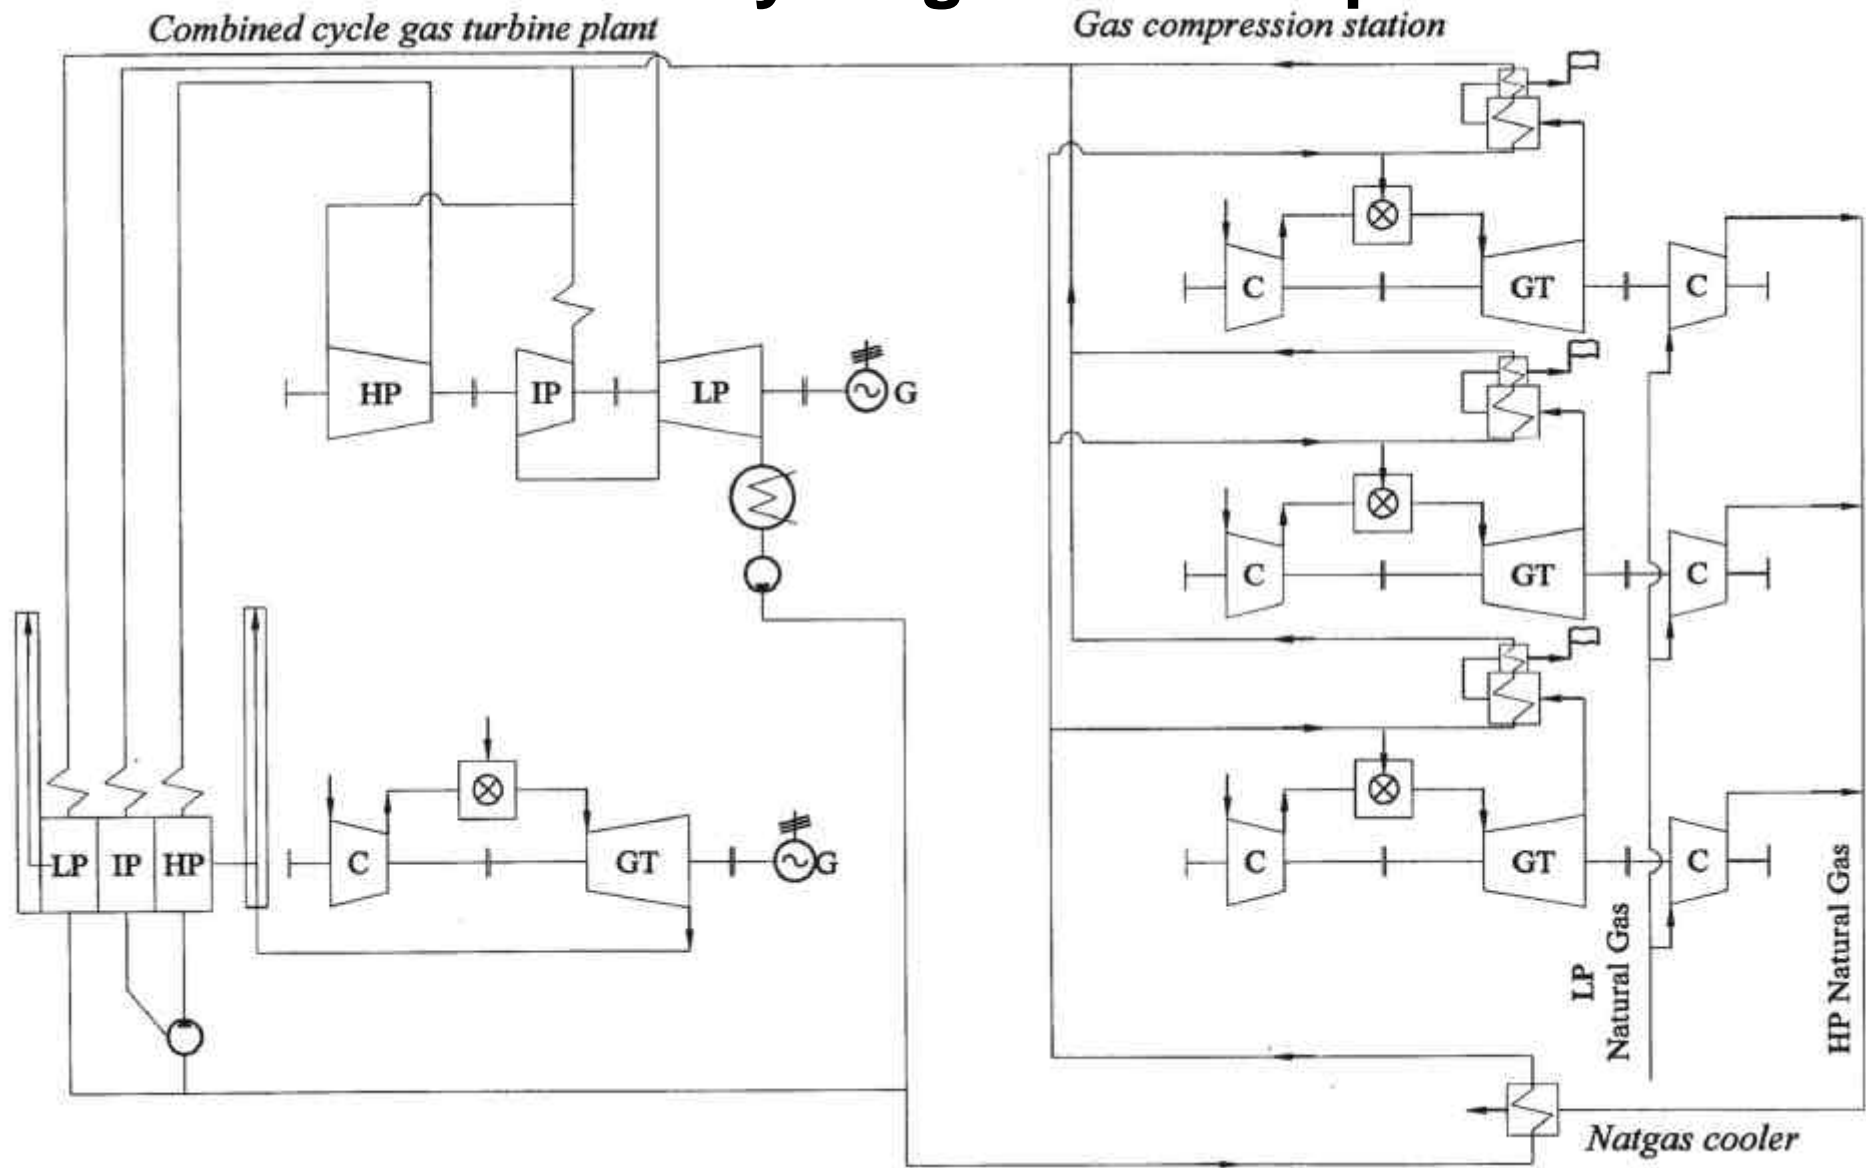 Combined cycle gas turbine plant
Gas compression station
C
GT
C
HP
IP
LP
G
C
GT
C
C
GT
G
LP
IP
HP
C
GT
C
LP
Natural Gas
HP Natural Gas
Natgas cooler